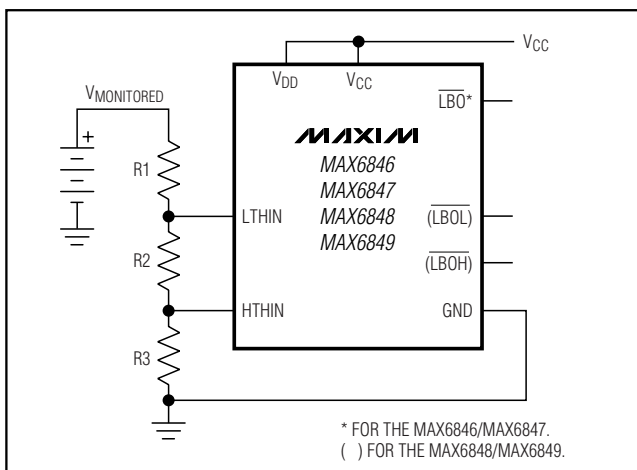 VCC
VDD
VCC
VMONITORED
LBO*
+
R1
MAXIM
MAX6846
MAX6847
MAX6848
MAX6849
LTHIN
(LBOL)
R2
(LBOH)
HTHIN
GND
R3
* FOR THE MAX6846/MAX6847.
( ) FOR THE MAX6848/MAX6849.